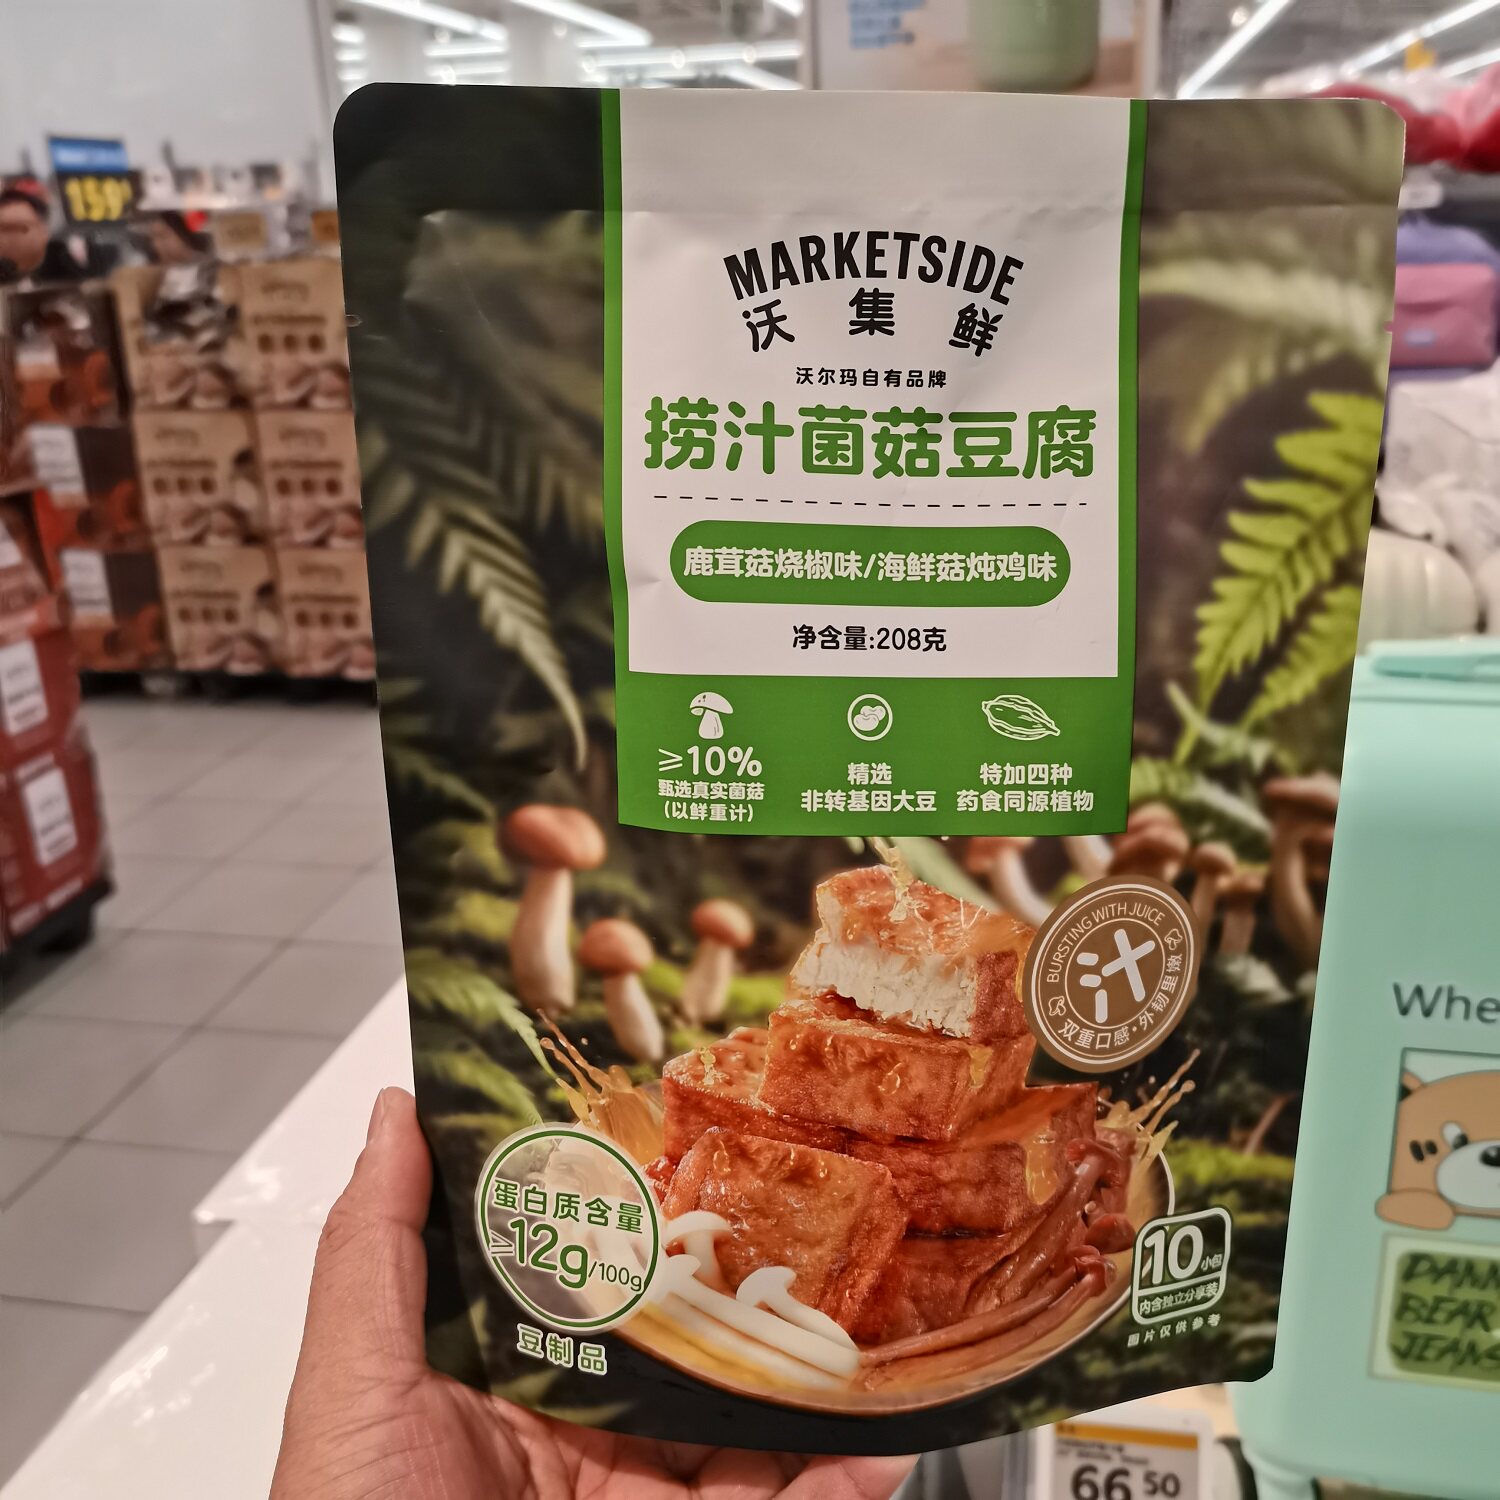 159
MARKETSIDE
沃集鲜
沃尔玛自有品牌
捞汁菌菇豆腐
鹿茸菇烧椒味/海鲜菇炖鸡味
净含量:208克
≥10%
甄选真实菌菇
(以鲜重计)
精选
非转基因大豆
特加四种
药食同源植物
BURSTING WITH JUICE
汁
双重口感·外韧里嫩
蛋白质含量
≥12g/100g
豆制品
10小包
内含独立分享装
图片仅供参考
Whe
BEAR
JEANS
66.50